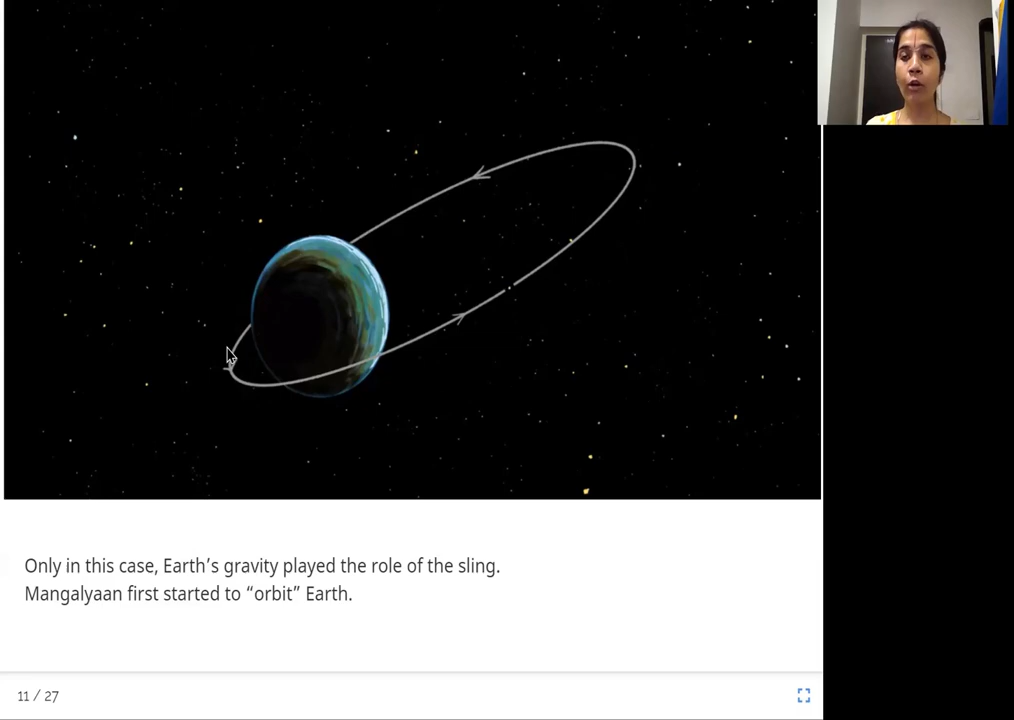 Only in this case, Earth’s gravity played the role of the sling.
Mangalyaan first started to “orbit” Earth.
11 / 27